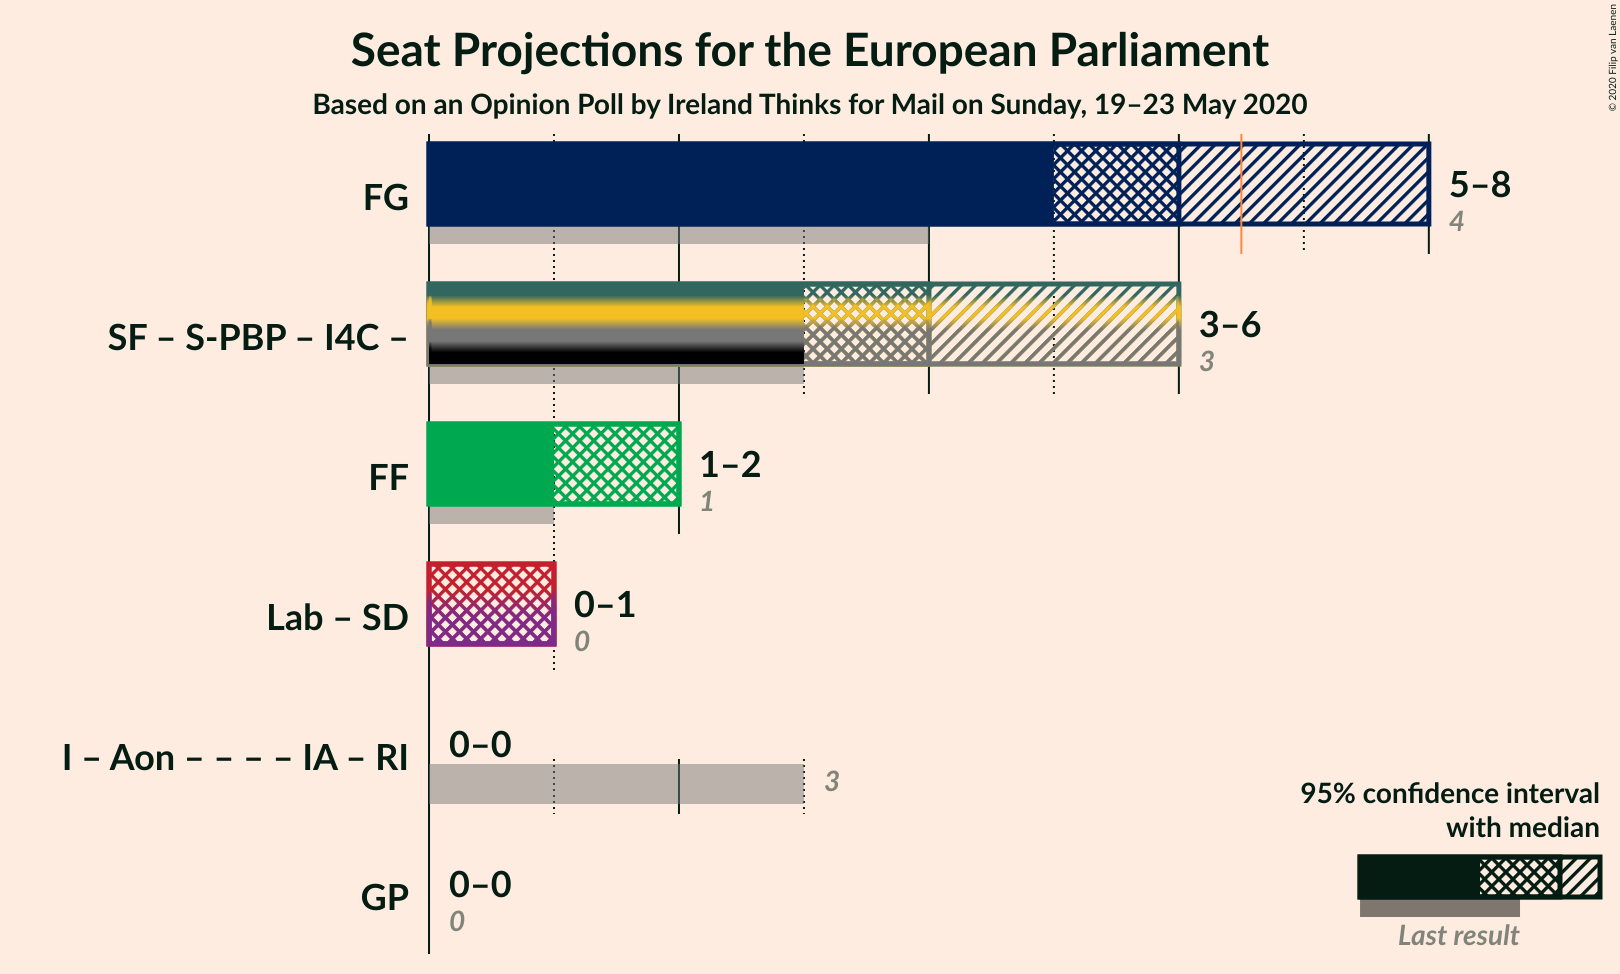 Seat Projections for the European Parliament
Based on an Opinion Poll by Ireland Thinks for Mail on Sunday, 19–23 May 2020
© 2020 Filip van Laenen
FG
5–8
4
SF – S-PBP – I4C –
3–6
3
FF
1–2
1
Lab – SD
0–1
0
I – Aon – – – – IA – RI
0–0
3
GP
0–0
0
95% confidence interval
with median
Last result